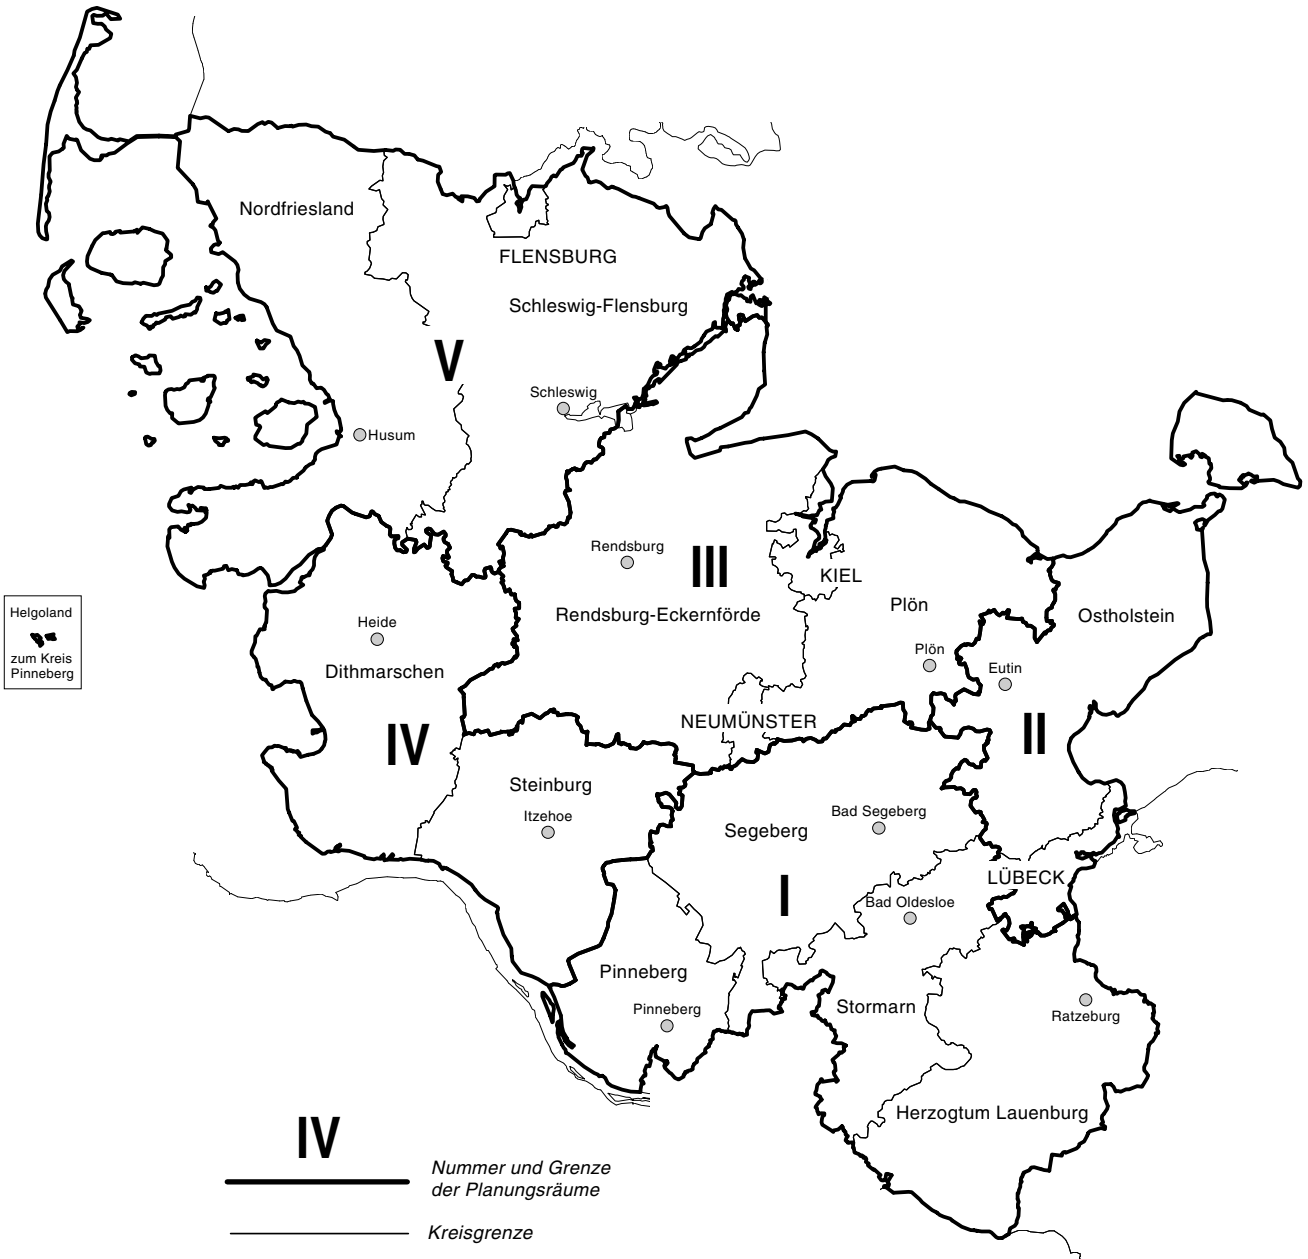 Nordfriesland
FLENSBURG
Schleswig-Flensburg
V
Schleswig
Husum
Rendsburg
III
KIEL
Rendsburg-Eckernförde
Plön
Ostholstein
Helgoland
zum Kreis
Pinneberg
Heide
Dithmarschen
Plön
Eutin
NEUMÜNSTER
IV
II
Steinburg
Itzehoe
Bad Segeberg
Segeberg
LÜBECK
I
Bad Oldesloe
Pinneberg
Pinneberg
Stormarn
Ratzeburg
Herzogtum Lauenburg
IV
Nummer und Grenze
der Planungsräume
Kreisgrenze